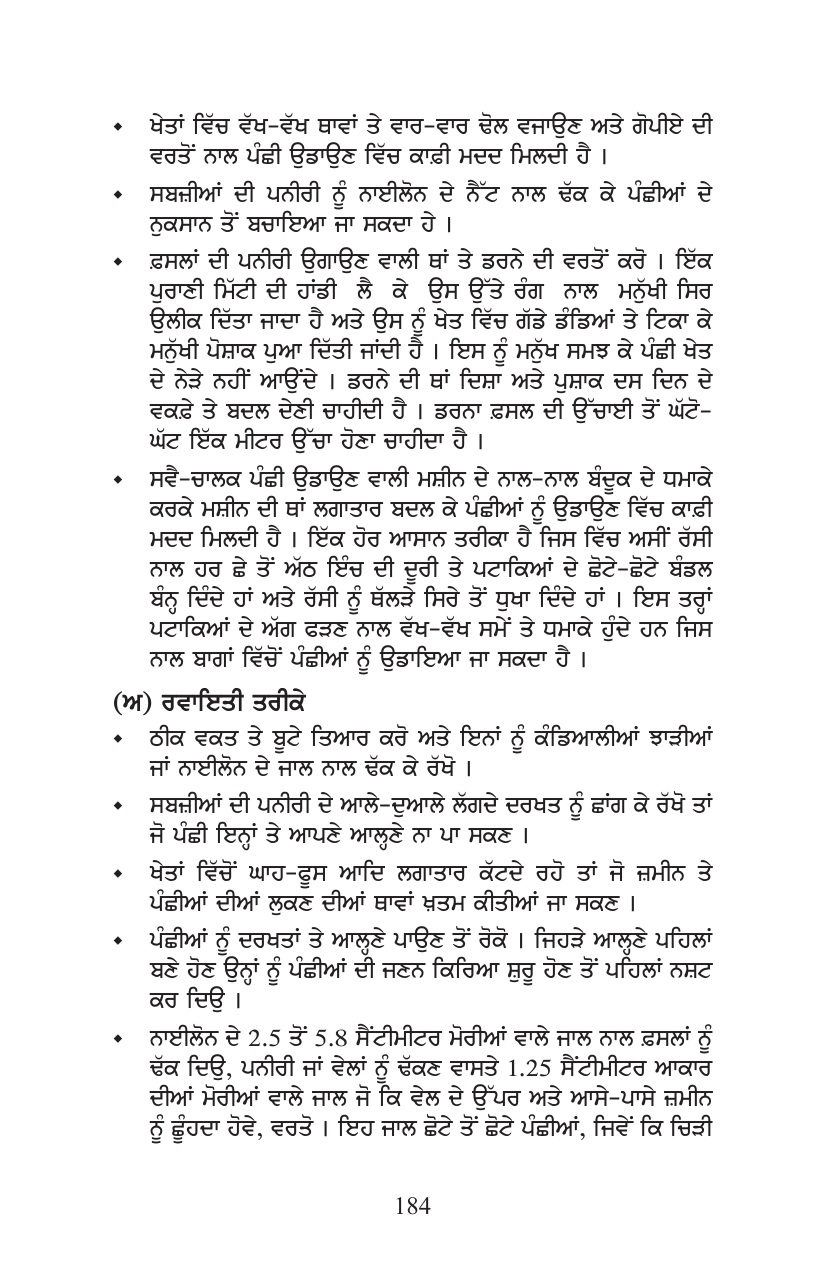 ⬥ ਖੇਤਾਂ ਵਿੱਚ ਵੱਖ-ਵੱਖ ਥਾਵਾਂ ਤੇ ਵਾਰ-ਵਾਰ ਢੋਲ ਵਜਾਉਣ ਅਤੇ ਗੋਪੀਏ ਦੀ
ਵਰਤੋਂ ਨਾਲ ਪੰਛੀ ਉਡਾਉਣ ਵਿੱਚ ਕਾਫ਼ੀ ਮਦਦ ਮਿਲਦੀ ਹੈ ।
⬥ ਸਬਜ਼ੀਆਂ ਦੀ ਪਨੀਰੀ ਨੂੰ ਨਾਈਲੋਨ ਦੇ ਨੈੱਟ ਨਾਲ ਢੱਕ ਕੇ ਪੰਛੀਆਂ ਦੇ
ਨੁਕਸਾਨ ਤੋਂ ਬਚਾਇਆ ਜਾ ਸਕਦਾ ਹੇ ।
⬥ ਫ਼ਸਲਾਂ ਦੀ ਪਨੀਰੀ ਉਗਾਉਣ ਵਾਲੀ ਥਾਂ ਤੇ ਡਰਨੇ ਦੀ ਵਰਤੋਂ ਕਰੋ । ਇੱਕ
ਪੁਰਾਣੀ ਮਿੱਟੀ ਦੀ ਹਾਂਡੀ ਲੈ ਕੇ ਉਸ ਉੱਤੇ ਰੰਗ ਨਾਲ ਮਨੁੱਖੀ ਸਿਰ
ਉਲੀਕ ਦਿੱਤਾ ਜਾਦਾ ਹੈ ਅਤੇ ਉਸ ਨੂੰ ਖੇਤ ਵਿੱਚ ਗੱਡੇ ਡੰਡਿਆਂ ਤੇ ਟਿਕਾ ਕੇ
ਮਨੁੱਖੀ ਪੋਸ਼ਾਕ ਪੁਆ ਦਿੱਤੀ ਜਾਂਦੀ ਹੈ । ਇਸ ਨੂੰ ਮਨੁੱਖ ਸਮਝ ਕੇ ਪੰਛੀ ਖੇਤ
ਦੇ ਨੇੜੇ ਨਹੀਂ ਆਉਂਦੇ । ਡਰਨੇ ਦੀ ਥਾਂ ਦਿਸ਼ਾ ਅਤੇ ਪੁਸ਼ਾਕ ਦਸ ਦਿਨ ਦੇ
ਵਕਫ਼ੇ ਤੇ ਬਦਲ ਦੇਣੀ ਚਾਹੀਦੀ ਹੈ । ਡਰਨਾ ਫ਼ਸਲ ਦੀ ਉੱਚਾਈ ਤੋਂ ਘੱਟੋ-
ਘੱਟ ਇੱਕ ਮੀਟਰ ਉੱਚਾ ਹੋਣਾ ਚਾਹੀਦਾ ਹੈ ।
⬥ ਸਵੈ-ਚਾਲਕ ਪੰਛੀ ਉਡਾਉਣ ਵਾਲੀ ਮਸ਼ੀਨ ਦੇ ਨਾਲ-ਨਾਲ ਬੰਦੂਕ ਦੇ ਧਮਾਕੇ
ਕਰਕੇ ਮਸ਼ੀਨ ਦੀ ਥਾਂ ਲਗਾਤਾਰ ਬਦਲ ਕੇ ਪੰਛੀਆਂ ਨੂੰ ਉਡਾਉਣ ਵਿੱਚ ਕਾਫ਼ੀ
ਮਦਦ ਮਿਲਦੀ ਹੈ । ਇੱਕ ਹੋਰ ਆਸਾਨ ਤਰੀਕਾ ਹੈ ਜਿਸ ਵਿੱਚ ਅਸੀਂ ਰੱਸੀ
ਨਾਲ ਹਰ ਛੇ ਤੋਂ ਅੱਠ ਇੰਚ ਦੀ ਦੂਰੀ ਤੇ ਪਟਾਕਿਆਂ ਦੇ ਛੋਟੇ-ਛੋਟੇ ਬੰਡਲ
ਬੰਨ੍ਹ ਦਿੰਦੇ ਹਾਂ ਅਤੇ ਰੱਸੀ ਨੂੰ ਥੱਲੜੇ ਸਿਰੇ ਤੋਂ ਧੁਖਾ ਦਿੰਦੇ ਹਾਂ । ਇਸ ਤਰ੍ਹਾਂ
ਪਟਾਕਿਆਂ ਦੇ ਅੱਗ ਫੜਣ ਨਾਲ ਵੱਖ-ਵੱਖ ਸਮੇਂ ਤੇ ਧਮਾਕੇ ਹੁੰਦੇ ਹਨ ਜਿਸ
ਨਾਲ ਬਾਗਾਂ ਵਿੱਚੋਂ ਪੰਛੀਆਂ ਨੂੰ ਉਡਾਇਆ ਜਾ ਸਕਦਾ ਹੈ ।
(ਅ) ਰਵਾਇਤੀ ਤਰੀਕੇ
⬥ ਠੀਕ ਵਕਤ ਤੇ ਬੂਟੇ ਤਿਆਰ ਕਰੋ ਅਤੇ ਇਨਾਂ ਨੂੰ ਕੰਡਿਆਲੀਆਂ ਝਾੜੀਆਂ
ਜਾਂ ਨਾਈਲੋਨ ਦੇ ਜਾਲ ਨਾਲ ਢੱਕ ਕੇ ਰੱਖੋ ।
⬥ ਸਬਜ਼ੀਆਂ ਦੀ ਪਨੀਰੀ ਦੇ ਆਲੇ-ਦੁਆਲੇ ਲੱਗਦੇ ਦਰਖਤ ਨੂੰ ਛਾਂਗ ਕੇ ਰੱਖੋ ਤਾਂ
ਜੋ ਪੰਛੀ ਇਨ੍ਹਾਂ ਤੇ ਆਪਣੇ ਆਲ੍ਹਣੇ ਨਾ ਪਾ ਸਕਣ ।
⬥ ਖੇਤਾਂ ਵਿੱਚੋਂ ਘਾਹ-ਫੂਸ ਆਦਿ ਲਗਾਤਾਰ ਕੱਟਦੇ ਰਹੋ ਤਾਂ ਜੋ ਜ਼ਮੀਨ ਤੇ
ਪੰਛੀਆਂ ਦੀਆਂ ਲੁਕਣ ਦੀਆਂ ਥਾਵਾਂ ਖ਼ਤਮ ਕੀਤੀਆਂ ਜਾ ਸਕਣ ।
⬥ ਪੰਛੀਆਂ ਨੂੰ ਦਰਖਤਾਂ ਤੇ ਆਲ੍ਹਣੇ ਪਾਉਣ ਤੋਂ ਰੋਕੋ । ਜਿਹੜੇ ਆਲ੍ਹਣੇ ਪਹਿਲਾਂ
ਬਣੇ ਹੋਣ ਉਨ੍ਹਾਂ ਨੂੰ ਪੰਛੀਆਂ ਦੀ ਜਣਨ ਕਿਰਿਆ ਸ਼ੁਰੂ ਹੋਣ ਤੋਂ ਪਹਿਲਾਂ ਨਸ਼ਟ
ਕਰ ਦਿਉ ।
⬥ ਨਾਈਲੋਨ ਦੇ 2.5 ਤੋਂ 5.8 ਸੈਂਟੀਮੀਟਰ ਮੋਰੀਆਂ ਵਾਲੇ ਜਾਲ ਨਾਲ ਫ਼ਸਲਾਂ ਨੂੰ
ਢੱਕ ਦਿਉ, ਪਨੀਰੀ ਜਾਂ ਵੇਲਾਂ ਨੂੰ ਢੱਕਣ ਵਾਸਤੇ 1.25 ਸੈਂਟੀਮੀਟਰ ਆਕਾਰ
ਦੀਆਂ ਮੋਰੀਆਂ ਵਾਲੇ ਜਾਲ ਜੋ ਕਿ ਵੇਲ ਦੇ ਉੱਪਰ ਅਤੇ ਆਸੇ-ਪਾਸੇ ਜ਼ਮੀਨ
ਨੂੰ ਛੂੰਹਦਾ ਹੋਵੇ, ਵਰਤੋ । ਇਹ ਜਾਲ ਛੋਟੇ ਤੋਂ ਛੋਟੇ ਪੰਛੀਆਂ, ਜਿਵੇਂ ਕਿ ਚਿੜੀ
184